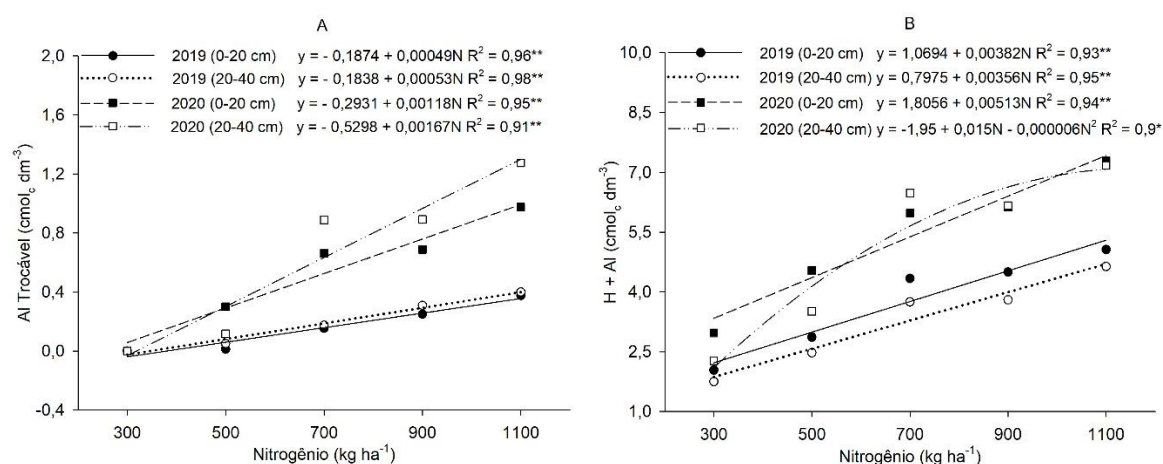 A
2019 (0-20 cm) y = - 0,1874 + 0,00049N R² = 0,96**
2019 (20-40 cm) y = - 0,1838 + 0,00053N R² = 0,98**
2020 (0-20 cm) y = - 0,2931 + 0,00118N R² = 0,95**
2020 (20-40 cm) y = - 0,5298 + 0,00167N R² = 0,91**
Al Trocável (cmol_c dm⁻³)
2,0
1,6
1,2
0,8
0,4
0,0
-0,4
300 500 700 900 1100
Nitrogênio (kg ha⁻¹)
B
2019 (0-20 cm) y = 1,0694 + 0,00382N R² = 0,93**
2019 (20-40 cm) y = 0,7975 + 0,00356N R² = 0,95**
2020 (0-20 cm) y = 1,8056 + 0,00513N R² = 0,94**
2020 (20-40 cm) y = -1,95 + 0,015N - 0,000006N² R² = 0,9*
H + Al (cmol_c dm⁻³)
10,0
8,5
7,0
5,5
4,0
2,5
1,0
300 500 700 900 1100
Nitrogênio (kg ha⁻¹)